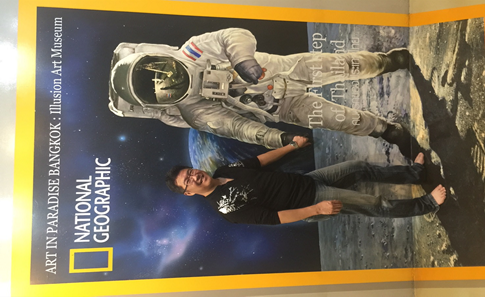 ART IN PARADISE BANGKOK : Illusion Art Museum
NATIONAL
GEOGRAPHIC
The First Step
of Thailand